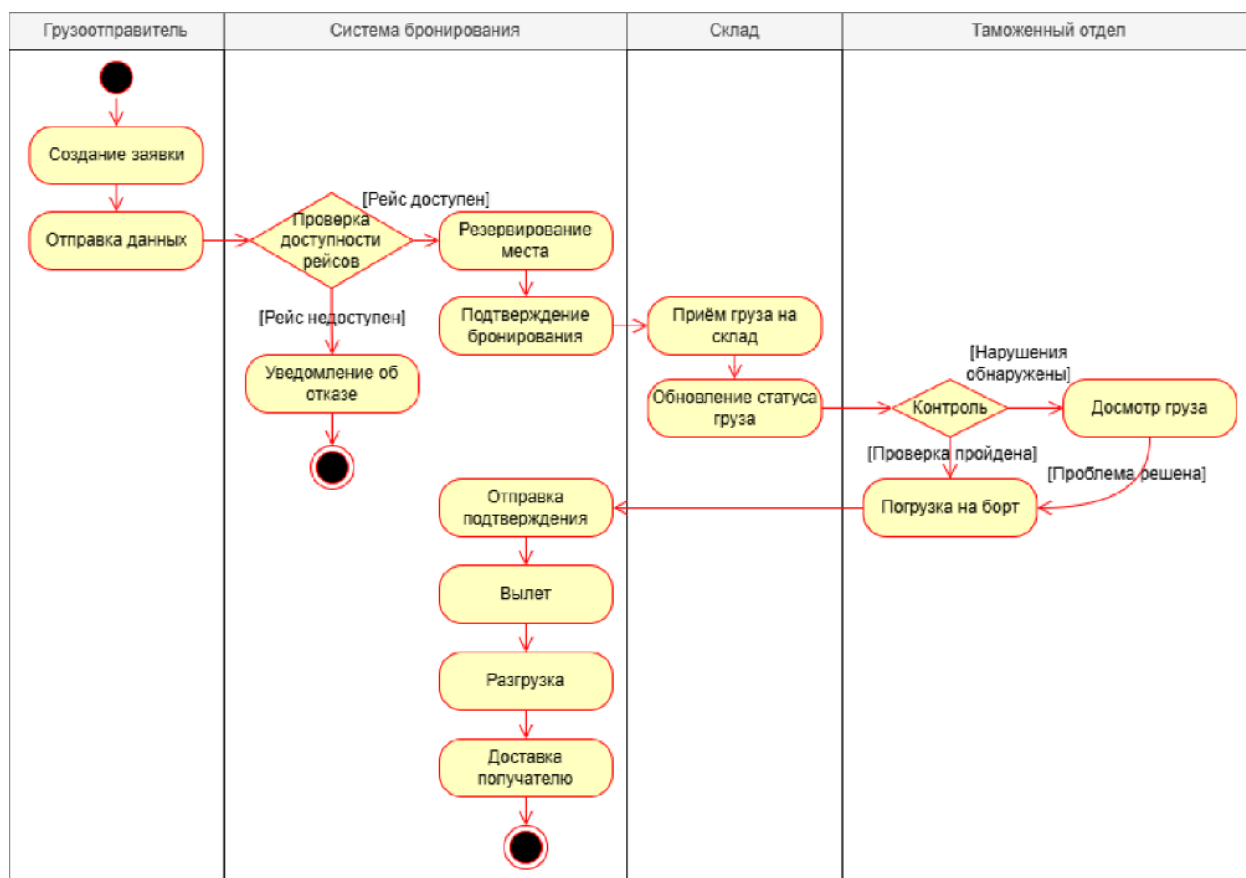 Грузоотправитель
Система бронирования
Склад
Таможенный отдел
Создание заявки
Отправка данных
Проверка
доступности
рейсов
[Рейс доступен]
Резервирование
места
[Рейс недоступен]
Уведомление об
отказе
Подтверждение
бронирования
Приём груза на
склад
Обновление статуса
груза
Контроль
[Нарушения
обнаружены]
Досмотр груза
[Проверка пройдена]
[Проблема решена]
Погрузка на борт
Отправка
подтверждения
Вылет
Разгрузка
Доставка
получателю